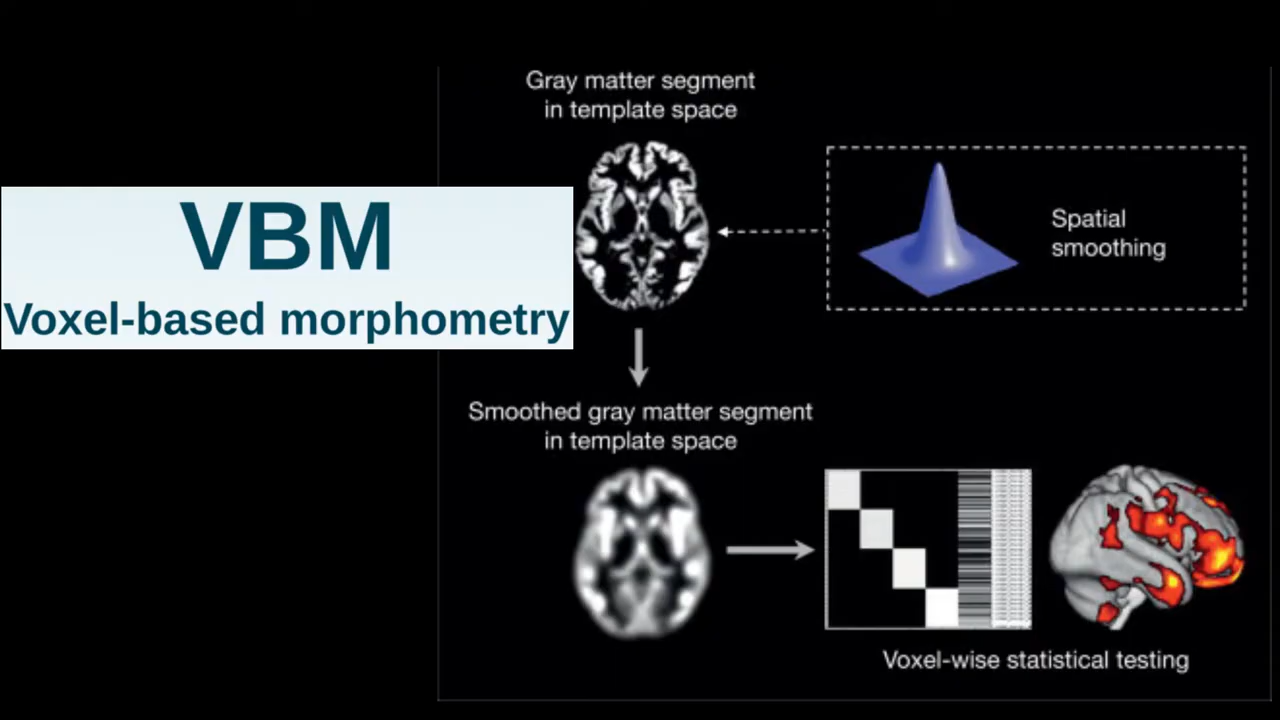 Gray matter segment
in template space
VBM
Voxel-based morphometry
Spatial
smoothing
Smoothed gray matter segment
in template space
Voxel-wise statistical testing